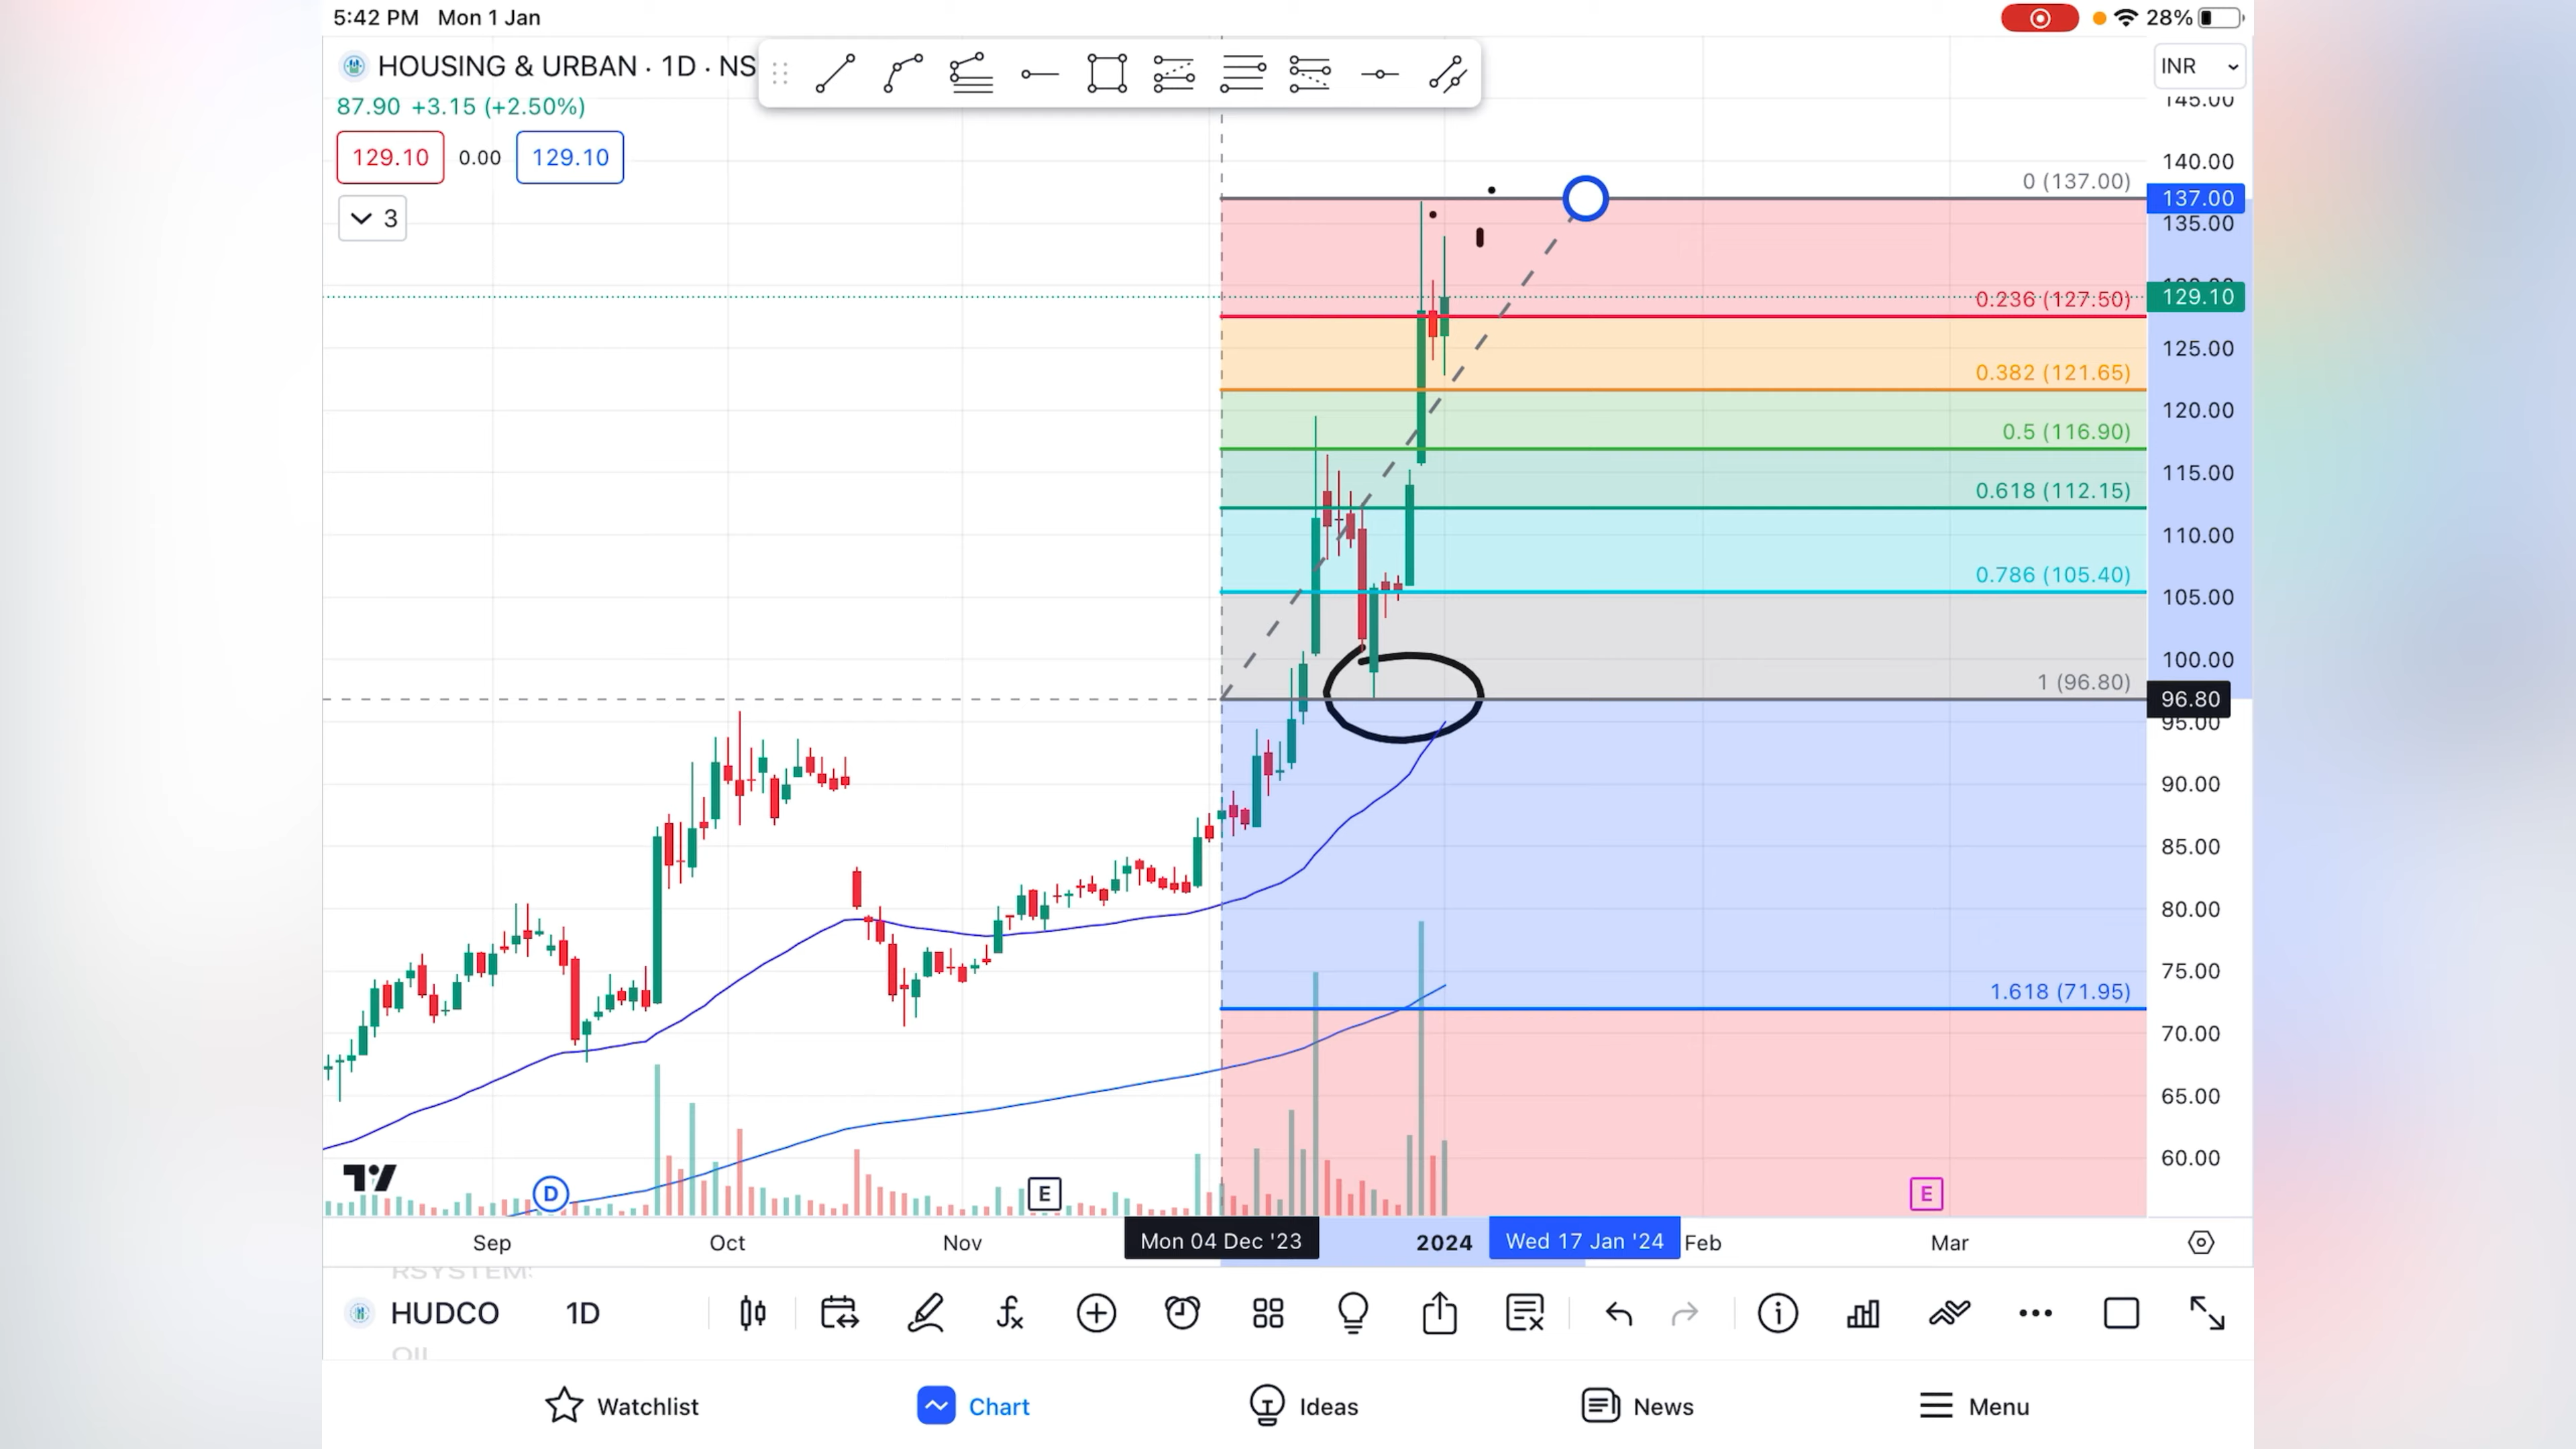 5:42 PM Mon 1 Jan
28%
HOUSING & URBAN · 1D · NS
INR
87.90 +3.15 (+2.50%)
145.00
129.10 0.00 129.10
140.00
0 (137.00)
137.00
3
135.00
0.236 (127.50)
129.10
125.00
0.382 (121.65)
120.00
0.5 (116.90)
115.00
0.618 (112.15)
110.00
0.786 (105.40)
105.00
100.00
1 (96.80)
96.80
95.00
90.00
85.00
80.00
75.00
1.618 (71.95)
70.00
65.00
60.00
D
E
E
Sep
Oct
Nov
Mon 04 Dec '23
2024
Wed 17 Jan '24
Feb
Mar
RSYSTEM:
HUDCO 1D
OIL
Watchlist
Chart
Ideas
News
Menu